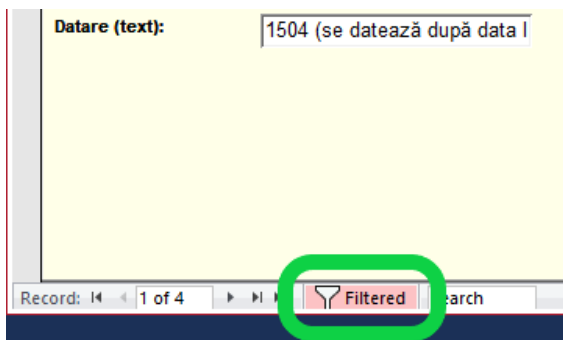 Datare (text): 1504 (se datează după data l
Record: 1 of 4 Filtered earch